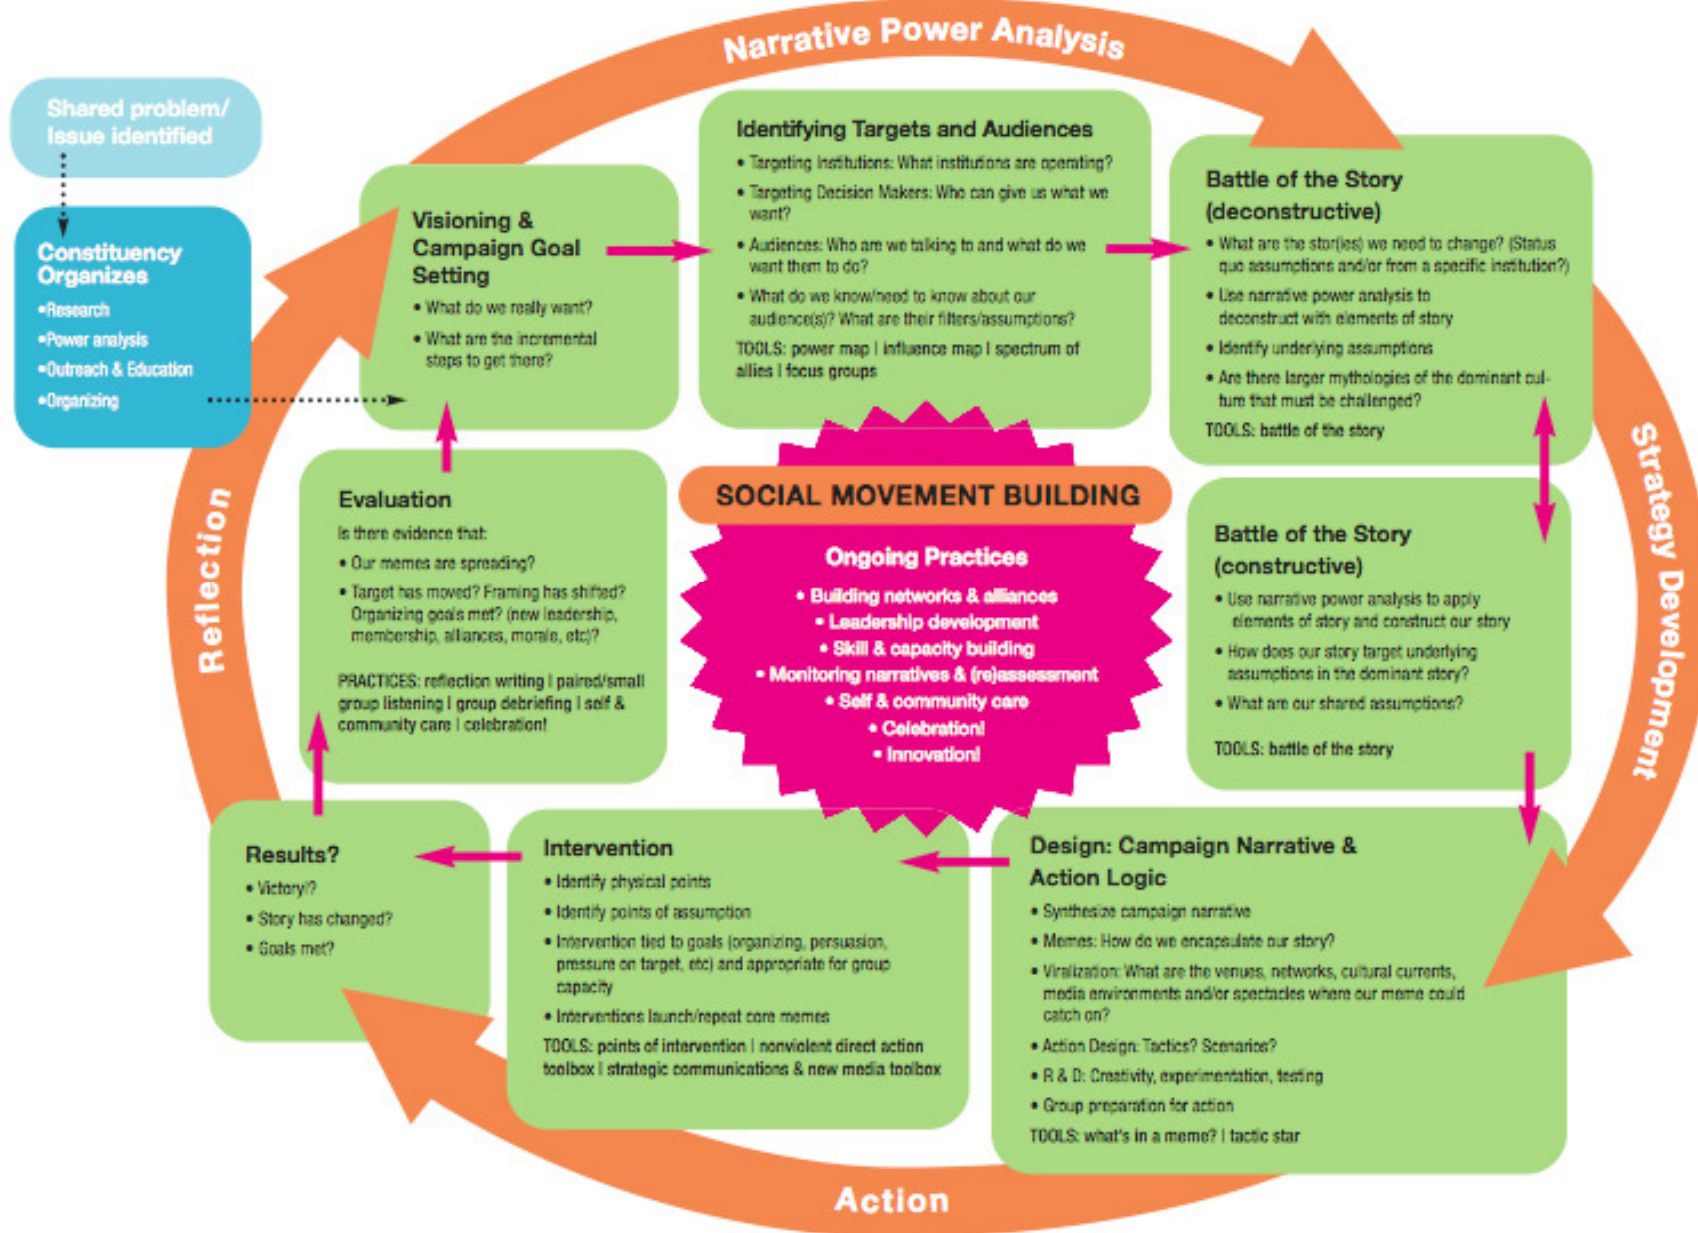 Narrative Power Analysis
Shared problem/
Issue identified
Constituency
Organizes
•Research
•Power analysis
•Outreach & Education
•Organizing
Visioning &
Campaign Goal
Setting
• What do we really want?
• What are the incremental
steps to get there?
Identifying Targets and Audiences
• Targeting Institutions: What institutions are operating?
• Targeting Decision Makers: Who can give us what we
want?
• Audiences: Who are we talking to and what do we
want them to do?
• What do we know/need to know about our
audience(s)? What are their filters/assumptions?
TOOLS: power map | influence map | spectrum of
allies | focus groups
Battle of the Story
(deconstructive)
• What are the stor(ies) we need to change? (Status
quo assumptions and/or from a specific institution?)
• Use narrative power analysis to
deconstruct with elements of story
• Identify underlying assumptions
• Are there larger mythologies of the dominant cul-
ture that must be challenged?
TOOLS: battle of the story
Strategy Development
Battle of the Story
(constructive)
• Use narrative power analysis to apply
elements of story and construct our story
• How does our story target underlying
assumptions in the dominant story?
• What are our shared assumptions?
TOOLS: battle of the story
Design: Campaign Narrative &
Action Logic
• Synthesize campaign narrative
• Memes: How do we encapsulate our story?
• Viralization: What are the venues, networks, cultural currents,
media environments and/or spectacles where our meme could
catch on?
• Action Design: Tactics? Scenarios?
• R & D: Creativity, experimentation, testing
• Group preparation for action
TOOLS: what's in a meme? | tactic star
Action
Intervention
• Identify physical points
• Identify points of assumption
• Intervention tied to goals (organizing, persuasion,
pressure on target, etc) and appropriate for group
capacity
• Interventions launch/repeat core memes
TOOLS: points of intervention | nonviolent direct action
toolbox | strategic communications & new media toolbox
Results?
• Victory!?
• Story has changed?
• Goals met?
Reflection
Evaluation
Is there evidence that:
• Our memes are spreading?
• Target has moved? Framing has shifted?
Organizing goals met? (new leadership,
membership, alliances, morale, etc)?
PRACTICES: reflection writing | paired/small
group listening | group debriefing | self &
community care | celebration!
SOCIAL MOVEMENT BUILDING
Ongoing Practices
• Building networks & alliances
• Leadership development
• Skill & capacity building
• Monitoring narratives & (re)assessment
• Self & community care
• Celebration!
• Innovation!